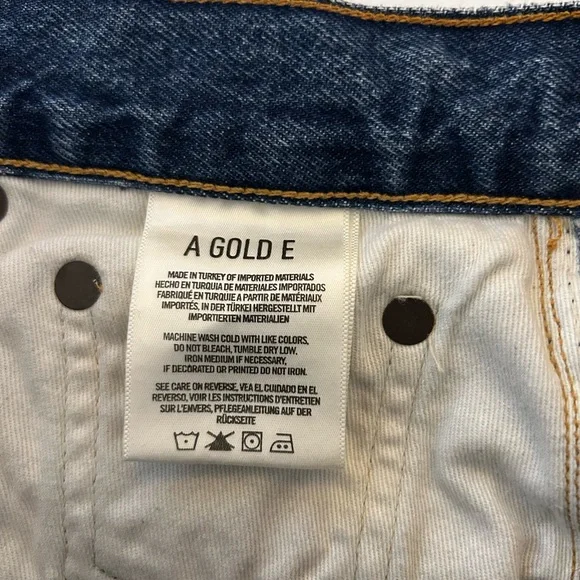 A GOLD E
MADE IN TURKEY OF IMPORTED MATERIALS
HECHO EN TURQUIA DE MATERIALES IMPORTADOS
FABRIQUÉ EN TURQUIE A PARTIR DE MATÉRIAUX
IMPORTÉS, IN DER TÜRKEI HERGESTELLT MIT
IMPORTIERTEN MATERIALIEN
MACHINE WASH COLD WITH LIKE COLORS,
DO NOT BLEACH, TUMBLE DRY LOW,
IRON MEDIUM IF NECESSARY,
IF DECORATED OR PRINTED DO NOT IRON.
SEE CARE ON REVERSE, VEA EL CUIDADO EN EL
REVERSO, VOIR LES INSTRUCTIONS D'ENTRETIEN
SUR L'ENVERS, PFLEGEANLEITUNG AUF DER
RÜCKSEITE